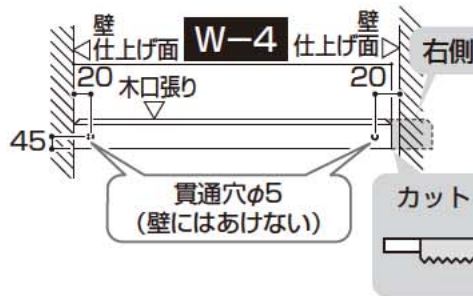 壁
仕上げ面
W-4
壁
仕上げ面
右側
20
木口張り
20
45
貫通穴φ5
(壁にはあけない)
カット